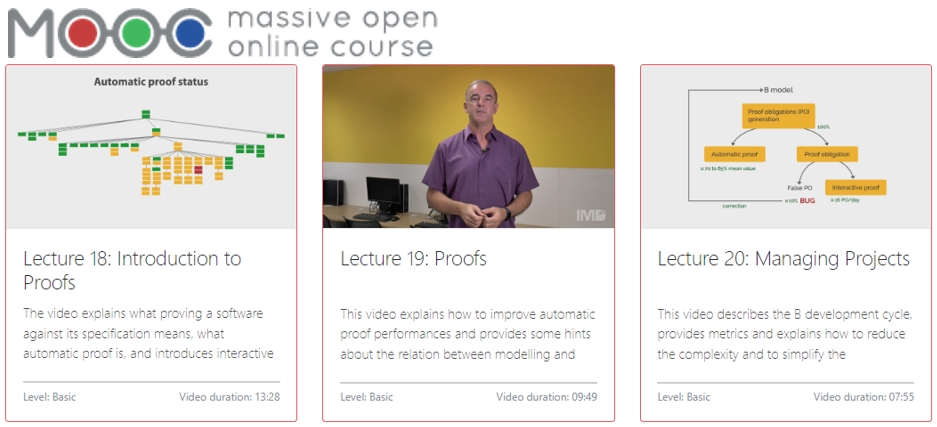 MOOC massive open
online course
Automatic proof status
Lecture 18: Introduction to
Proofs
The video explains what proving a software
against its specification means, what
automatic proof is, and introduces interactive
Level: Basic Video duration: 13:28
IMD
Lecture 19: Proofs
This video explains how to improve automatic
proof performances and provides some hints
about the relation between modelling and
Level: Basic Video duration: 09:49
B model
Proof obligations (PO)
generation
100%
Automatic proof
Proof obligation
≈ 70 to 85% mean value
False PO
Interactive proof
BUG
≈ 16 PO/day
correction
Lecture 20: Managing Projects
This video describes the B development cycle,
provides metrics and explains how to reduce
the complexity and to simplify the
Level: Basic Video duration: 07:55